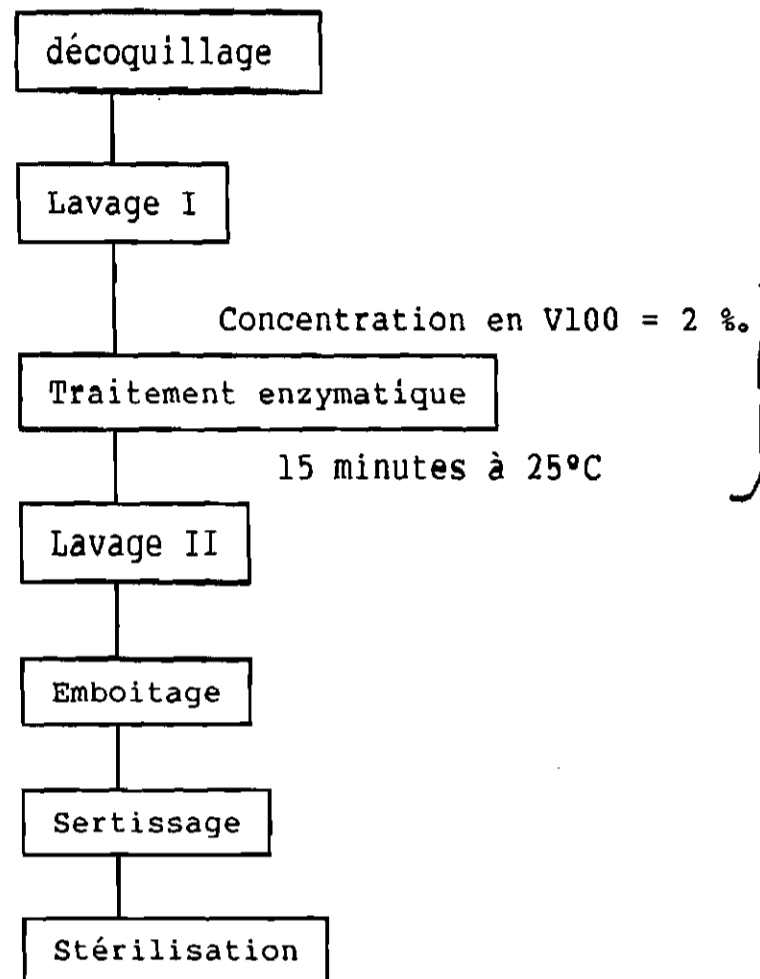 décoquillage
Lavage I
Concentration en V100 = 2 ‰
Traitement enzymatique
15 minutes à 25°C
Lavage II
Emboitage
Sertissage
Stérilisation